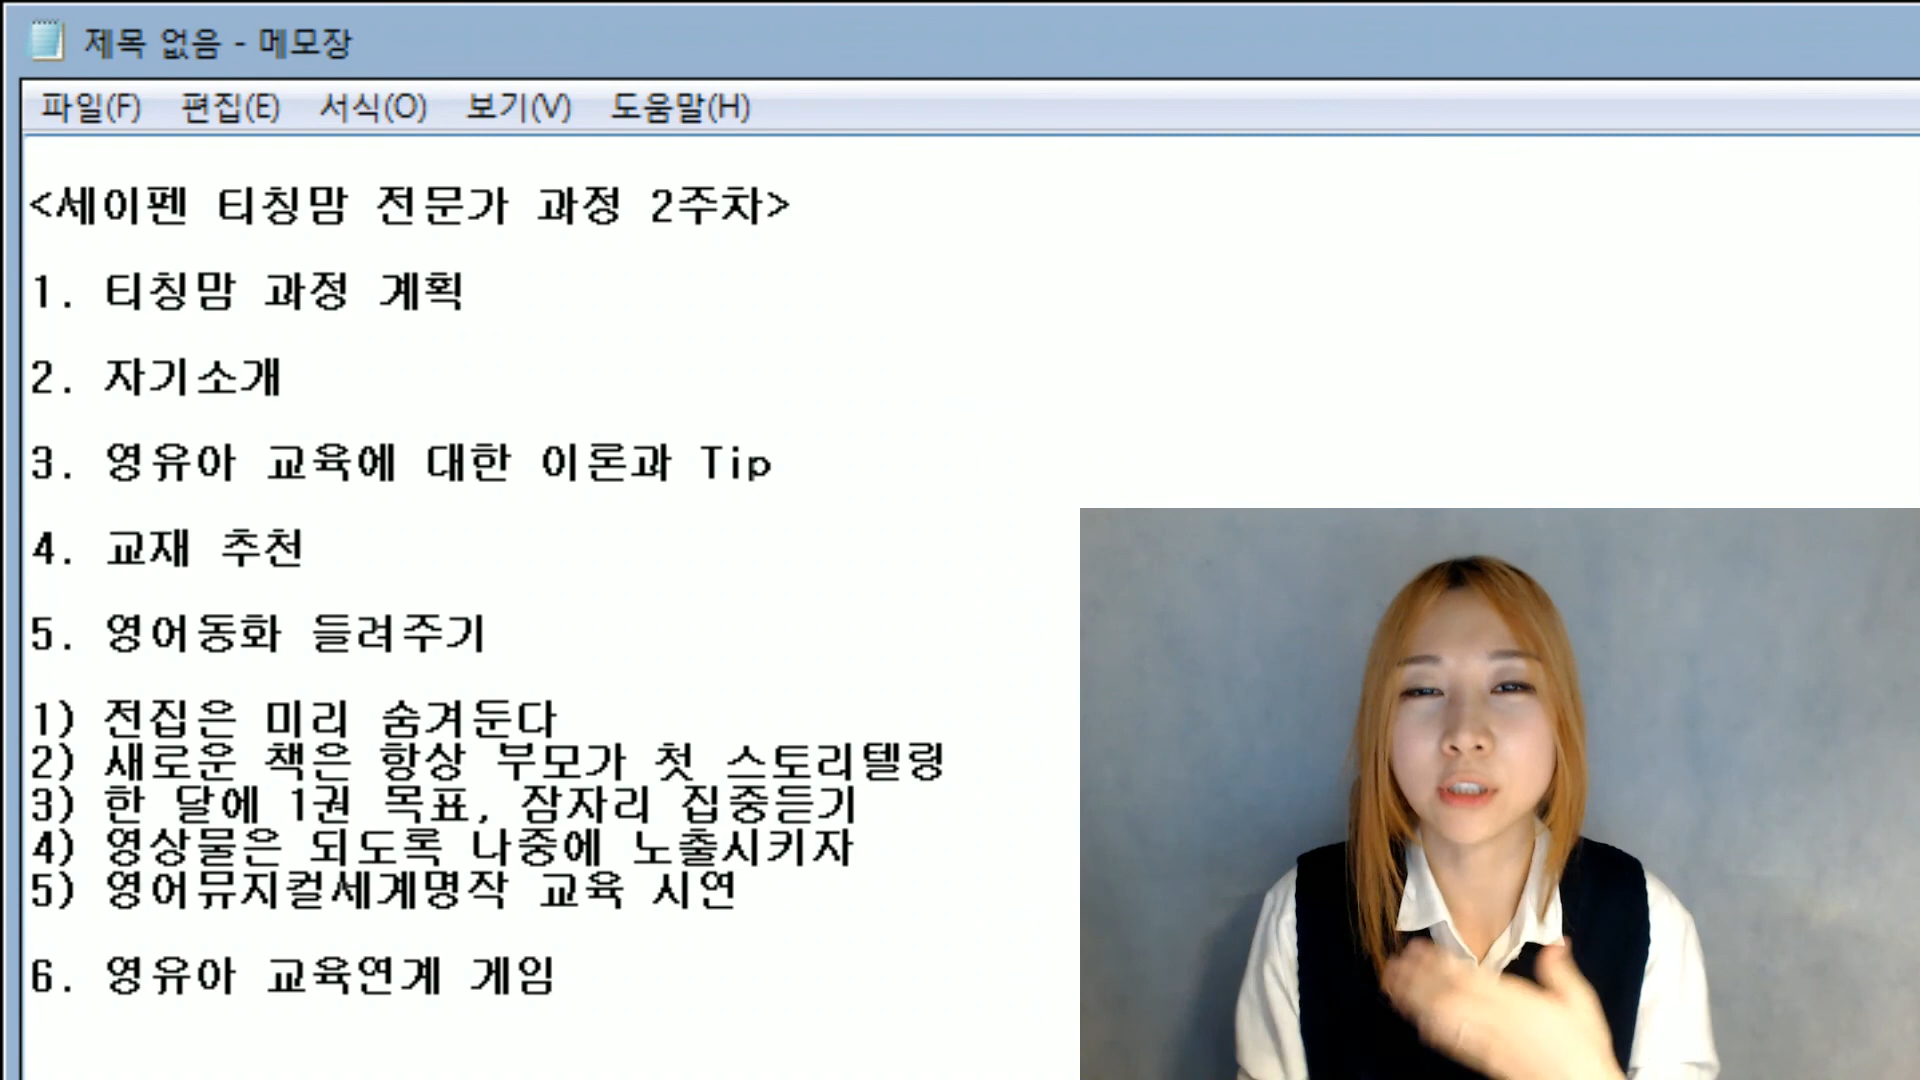 제목 없음 - 메모장
파일(F) 편집(E) 서식(O) 보기(V) 도움말(H)
<세이펜 티칭맘 전문가 과정 2주차>
1. 티칭맘 과정 계획
2. 자기소개
3. 영유아 교육에 대한 이론과 Tip
4. 교재 추천
5. 영어동화 들려주기
1) 전집은 미리 숨겨둔다
2) 새로운 책은 항상 부모가 첫 스토리텔링
3) 한 달에 1권 목표, 잠자리 집중듣기
4) 영상물은 되도록 나중에 노출시키자
5) 영어뮤지컬세계명작 교육 시연
6. 영유아 교육연계 게임